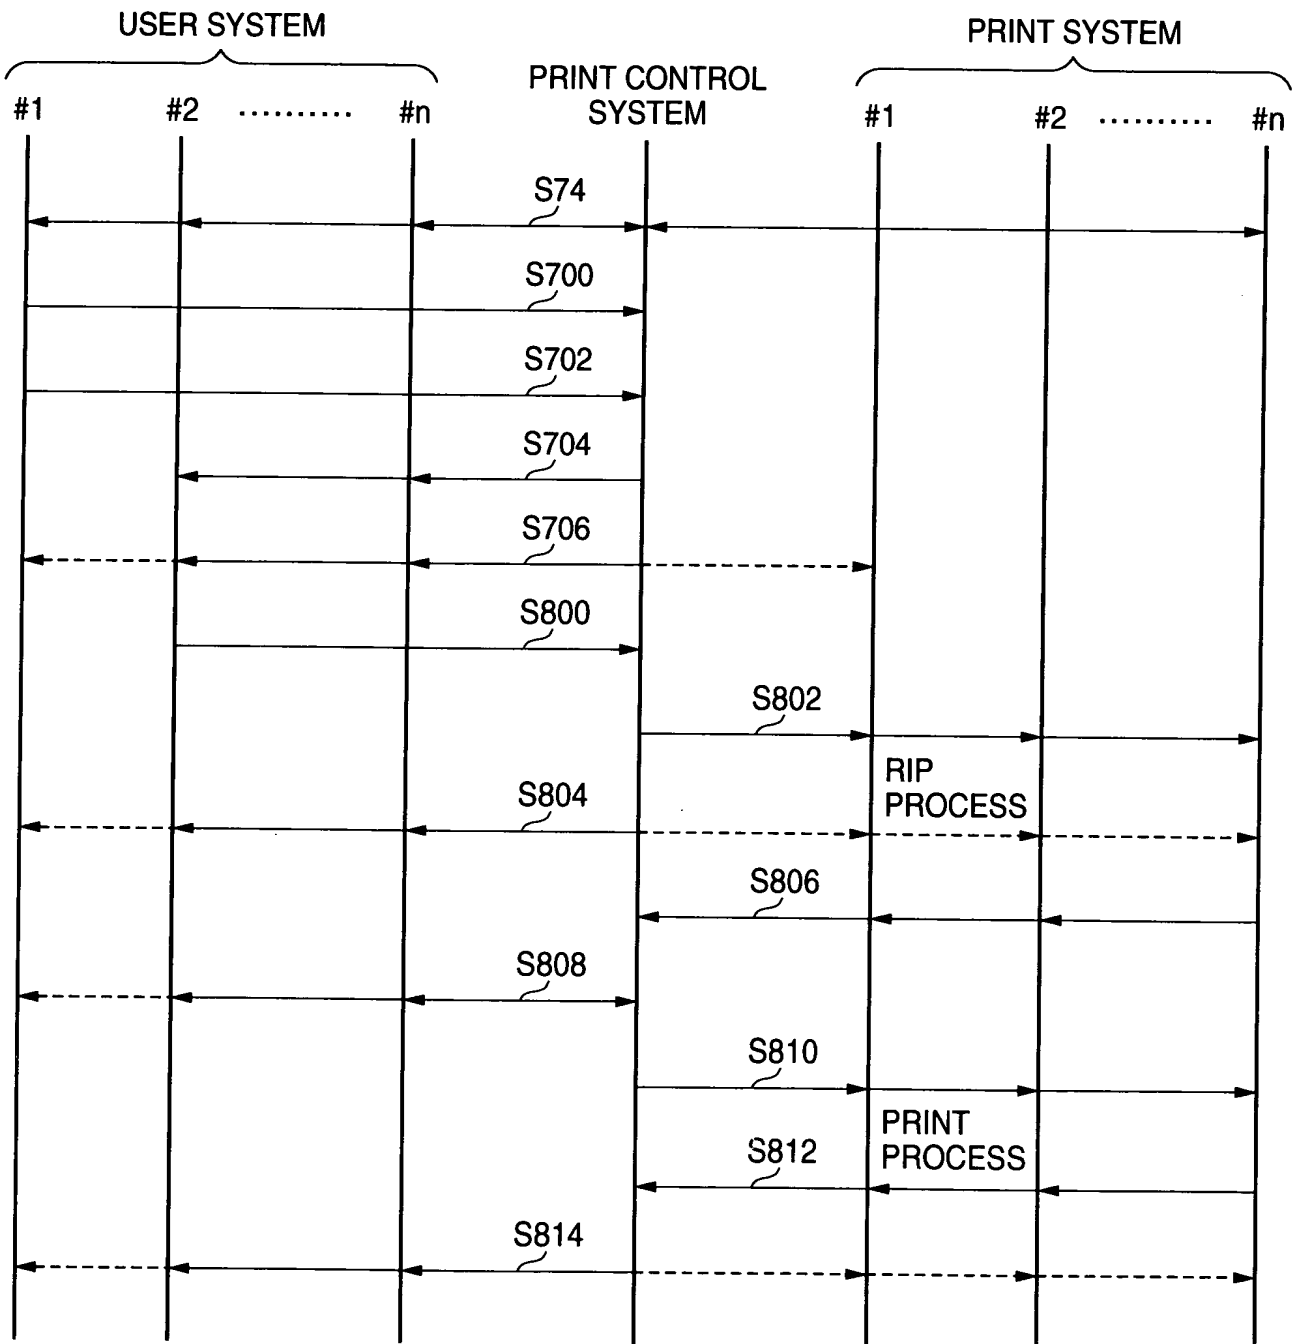 USER SYSTEM
PRINT SYSTEM
PRINT CONTROL
SYSTEM
#1 #2 ·········· #n
#1 #2 ·········· #n
S74
S700
S702
S704
S706
S800
S802
RIP
PROCESS
S804
S806
S808
S810
PRINT
PROCESS
S812
S814